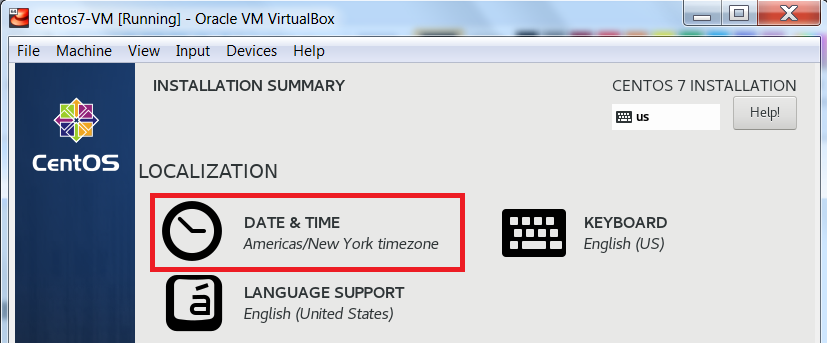 centos7-VM [Running] - Oracle VM VirtualBox
File Machine View Input Devices Help
INSTALLATION SUMMARY
CENTOS 7 INSTALLATION
us
Help!
CentOS
LOCALIZATION
DATE & TIME
Americas/New York timezone
KEYBOARD
English (US)
á
LANGUAGE SUPPORT
English (United States)